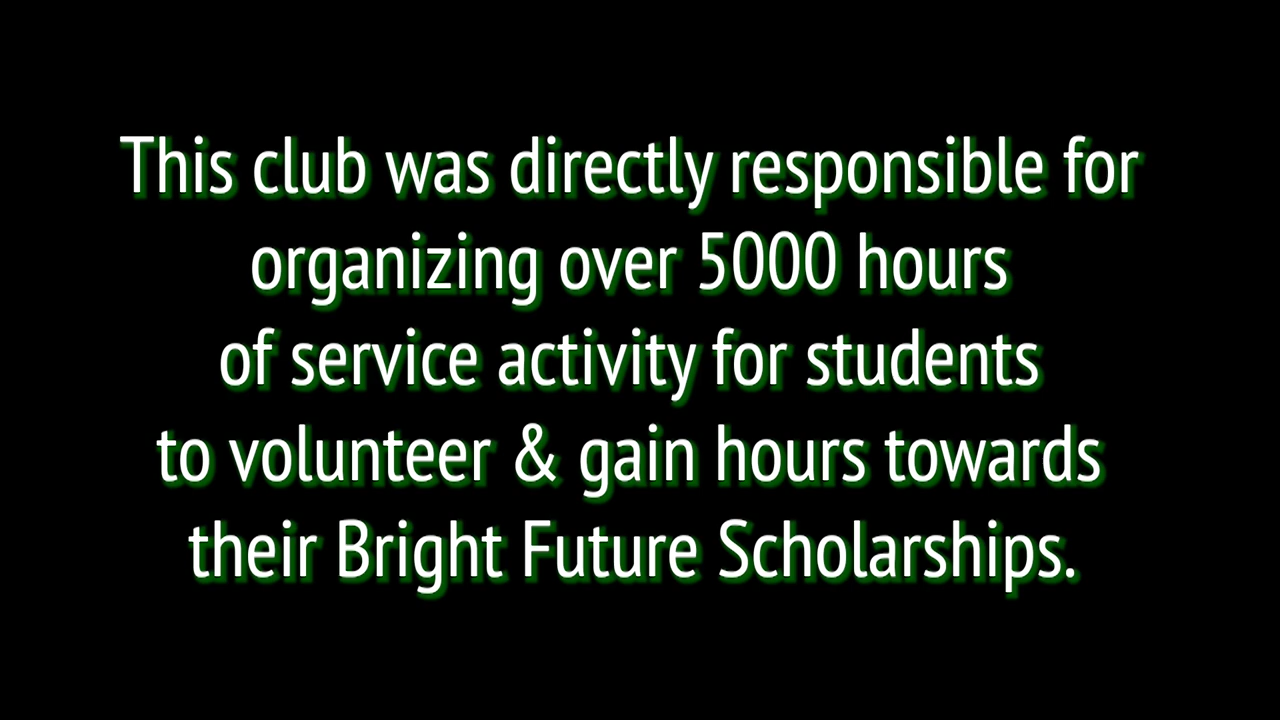 This club was directly responsible for
organizing over 5000 hours
of service activity for students
to volunteer & gain hours towards
their Bright Future Scholarships.